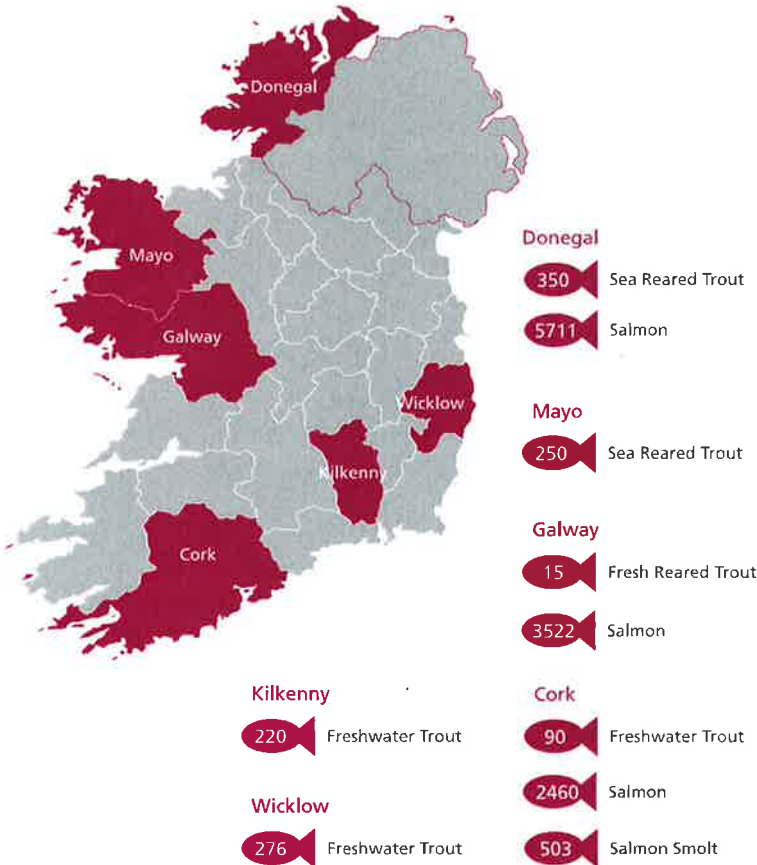 Donegal
Mayo
Galway
Wicklow
Kilkenny
Cork
Donegal
350 Sea Reared Trout
5711 Salmon
Mayo
250 Sea Reared Trout
Galway
15 Fresh Reared Trout
3522 Salmon
Kilkenny
220 Freshwater Trout
Wicklow
276 Freshwater Trout
Cork
90 Freshwater Trout
2460 Salmon
503 Salmon Smolt